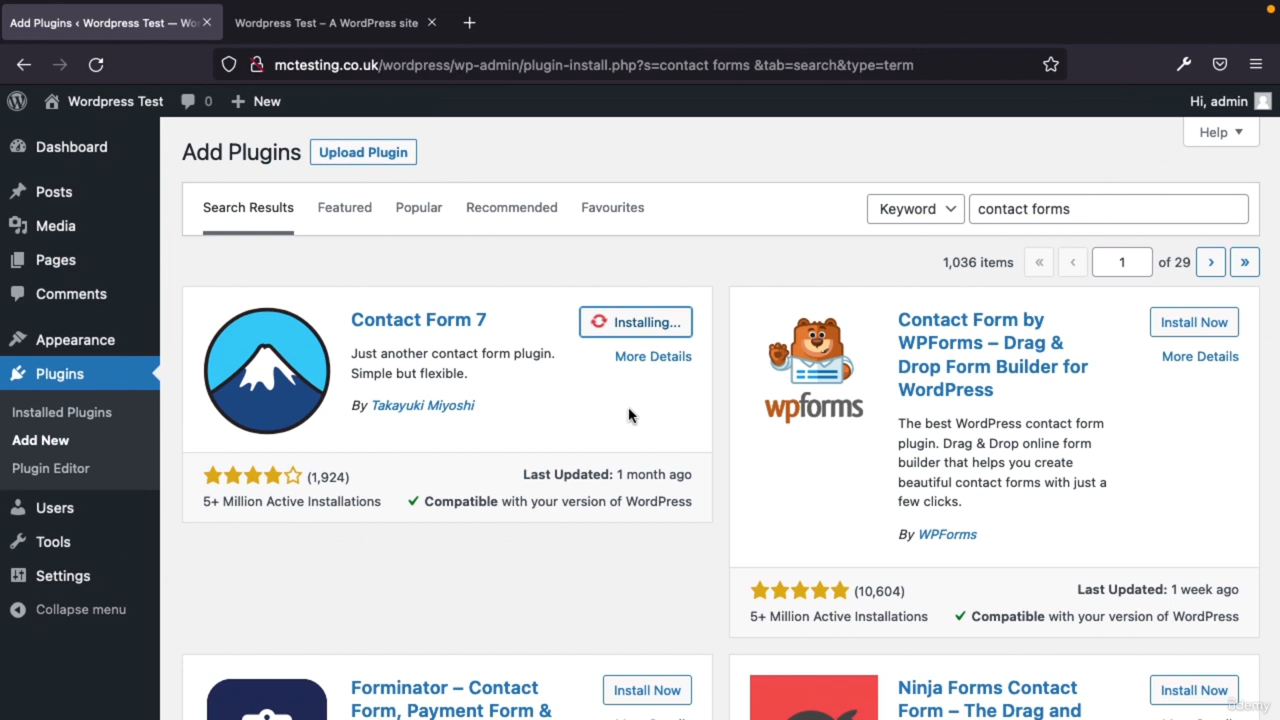 Add Plugins ‹ Wordpress Test — Wo
Wordpress Test – A WordPress site
mctesting.co.uk/wordpress/wp-admin/plugin-install.php?s=contact forms &tab=search&type=term
Wordpress Test
0
New
Hi, admin
Dashboard
Posts
Media
Pages
Comments
Appearance
Plugins
Installed Plugins
Add New
Plugin Editor
Users
Tools
Settings
Collapse menu
Help
Add Plugins
Upload Plugin
Search Results
Featured
Popular
Recommended
Favourites
Keyword
contact forms
1,036 items
«
‹
1
of 29
›
»
Contact Form 7
Installing...
More Details
Just another contact form plugin.
Simple but flexible.
By Takayuki Miyoshi
(1,924)
Last Updated: 1 month ago
5+ Million Active Installations
Compatible with your version of WordPress
wpforms
Contact Form by
WPForms – Drag &
Drop Form Builder for
WordPress
Install Now
More Details
The best WordPress contact form
plugin. Drag & Drop online form
builder that helps you create
beautiful contact forms with just a
few clicks.
By WPForms
(10,604)
Last Updated: 1 week ago
5+ Million Active Installations
Compatible with your version of WordPress
Forminator – Contact
Form, Payment Form &
Install Now
Ninja Forms Contact
Form – The Drag and
Install Now